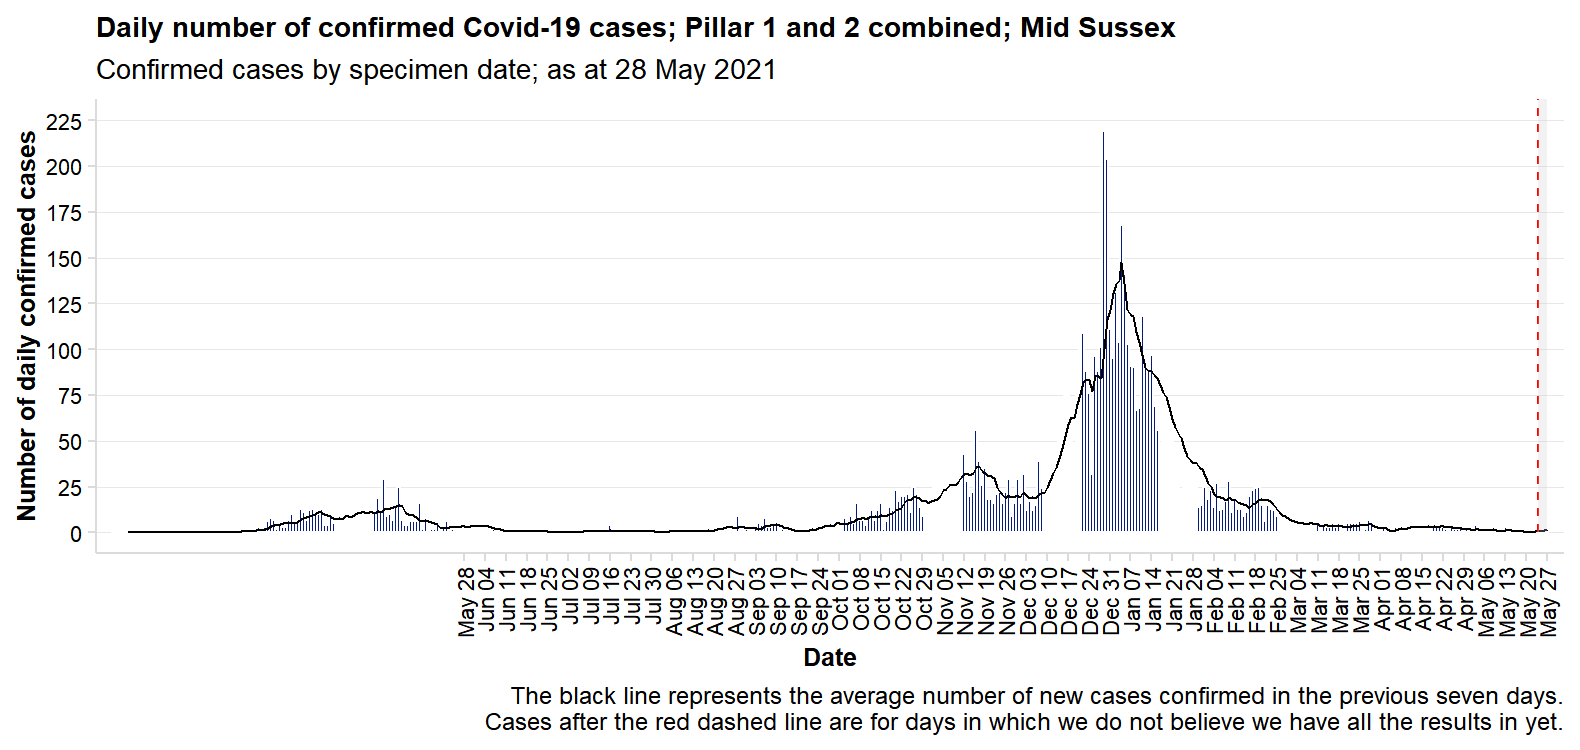 Daily number of confirmed Covid-19 cases; Pillar 1 and 2 combined; Mid Sussex
Confirmed cases by specimen date; as at 28 May 2021
Number of daily confirmed cases
225
200
175
150
125
100
75
50
25
0
May 28
Jun 04
Jun 11
Jun 18
Jun 25
Jul 02
Jul 09
Jul 16
Jul 23
Jul 30
Aug 06
Aug 13
Aug 20
Aug 27
Sep 03
Sep 10
Sep 17
Sep 24
Oct 01
Oct 08
Oct 15
Oct 22
Oct 29
Nov 05
Nov 12
Nov 19
Nov 26
Dec 03
Dec 10
Dec 17
Dec 24
Dec 31
Jan 07
Jan 14
Jan 21
Jan 28
Feb 04
Feb 11
Feb 18
Feb 25
Mar 04
Mar 11
Mar 18
Mar 25
Apr 01
Apr 08
Apr 15
Apr 22
Apr 29
May 06
May 13
May 20
May 27
Date
The black line represents the average number of new cases confirmed in the previous seven days.
Cases after the red dashed line are for days in which we do not believe we have all the results in yet.